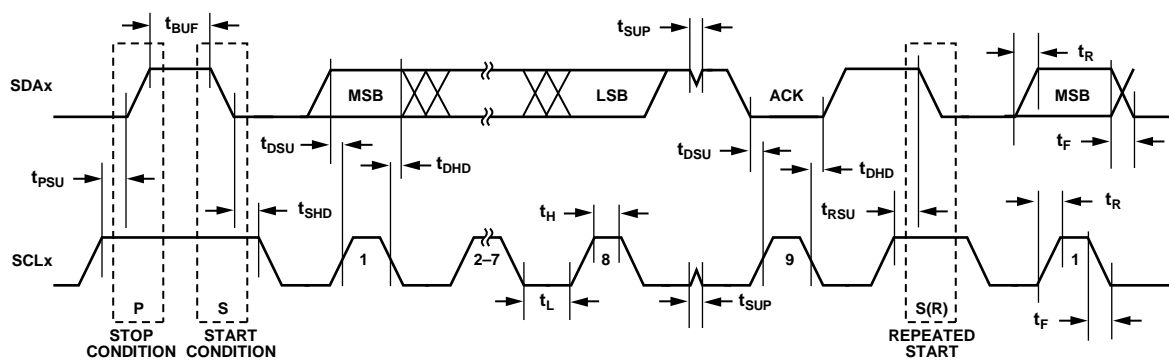 tBUF
tSUP
tR
SDAx
MSB
LSB
ACK
MSB
tF
tDSU
tDHD
tDSU
tDHD
tPSU
tSHD
tH
tRSU
tR
SCLx
1
2–7
8
9
1
P
S
tL
tSUP
S(R)
tF
STOP
CONDITION
START
CONDITION
REPEATED
START